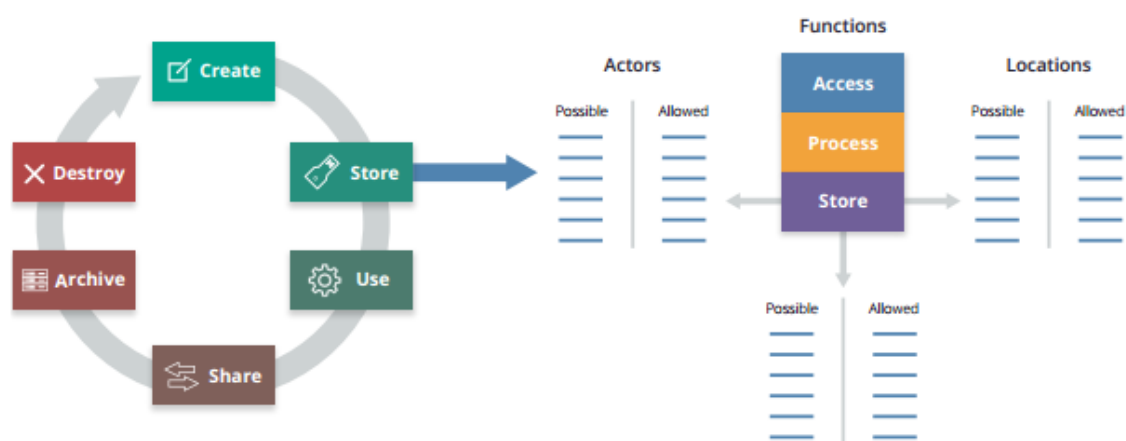 Create
Store
Use
Share
Archive
Destroy
Actors
Possible
Allowed
Functions
Access
Process
Store
Locations
Possible
Allowed
Possible
Allowed